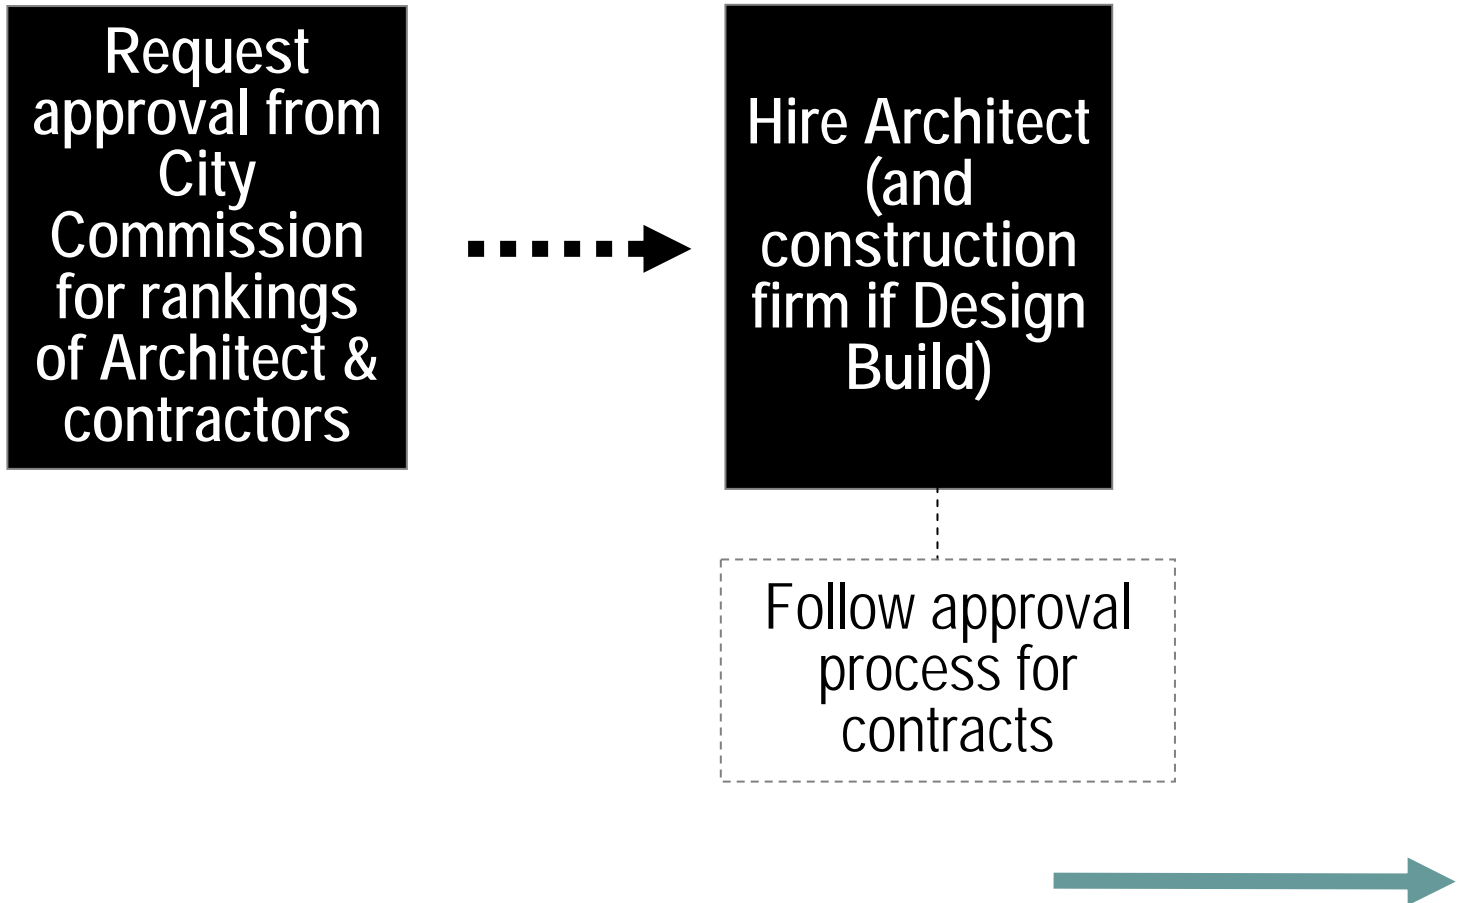 Request
approval from
City
Commission
for rankings
of Architect &
contractors
Hire Architect
(and
construction
firm if Design
Build)
Follow approval
process for
contracts